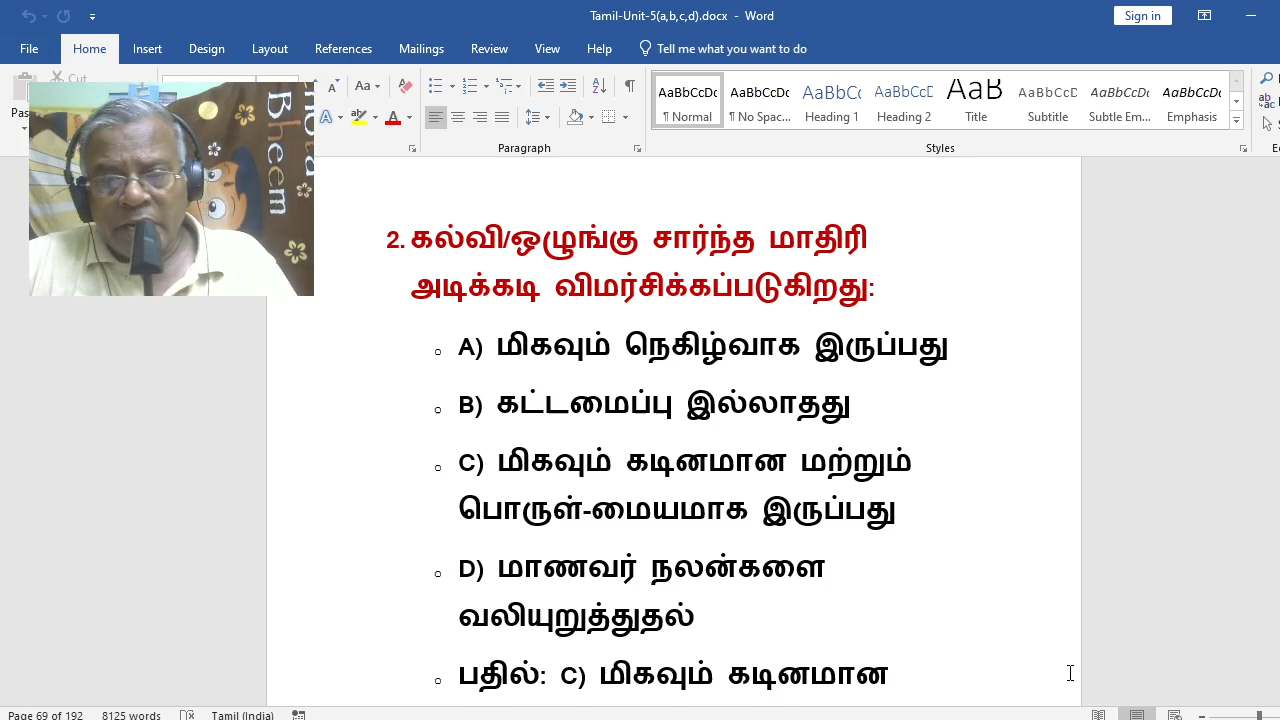 Tamil-Unit-5(a,b,c,d).docx - Word
Sign in
File Home Insert Design Layout References Mailings Review View Help Tell me what you want to do
Cut
Aa
AaBbCcDc AaBbCcDc AaBbCc AaBbCcD AaB AaBbCcD AaBbCcDc AaBbCcDc
¶ Normal ¶ No Spac... Heading 1 Heading 2 Title Subtitle Subtle Em... Emphasis
Paragraph Styles
Bheem
2. கல்வி/ஒழுங்கு சார்ந்த மாதிரி
அடிக்கடி விமர்சிக்கப்படுகிறது:
A) மிகவும் நெகிழ்வாக இருப்பது
B) கட்டமைப்பு இல்லாதது
C) மிகவும் கடினமான மற்றும்
பொருள்-மையமாக இருப்பது
D) மாணவர் நலன்களை
வலியுறுத்துதல்
பதில்: C) மிகவும் கடினமான
Page 69 of 192 8125 words Tamil (India)